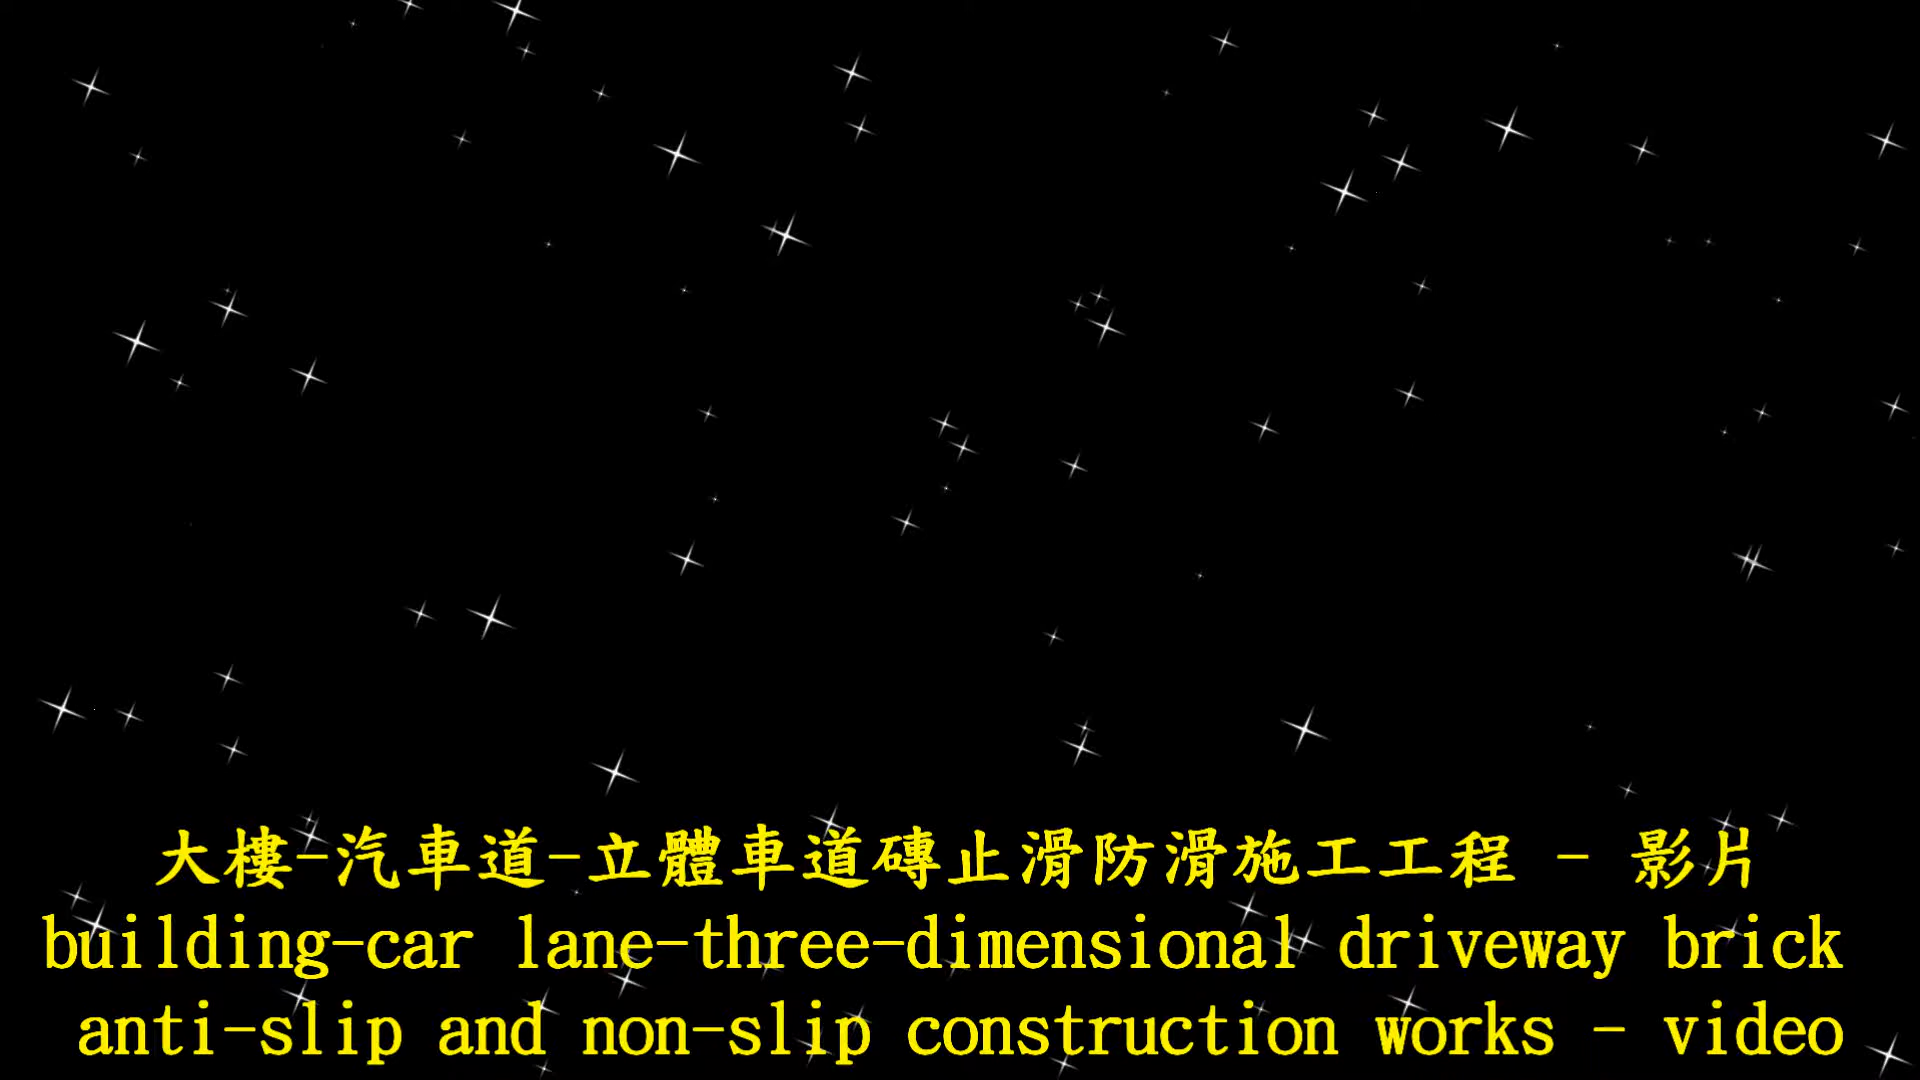 大樓-汽車道-立體車道磚止滑防滑施工工程 - 影片
building-car lane-three-dimensional driveway brick
anti-slip and non-slip construction works - video